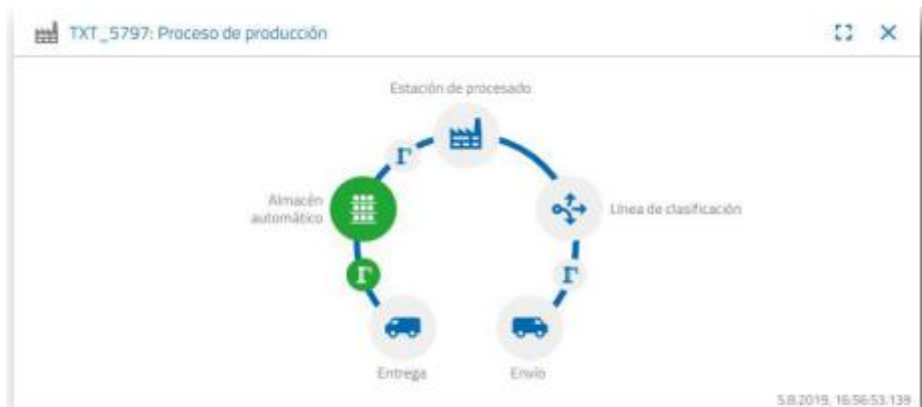 TXT_5797: Proceso de producción
Estación de procesado
Almacén
automático
Línea de clasificación
Entrega
Envío
5.8.2019, 16:56:53.139